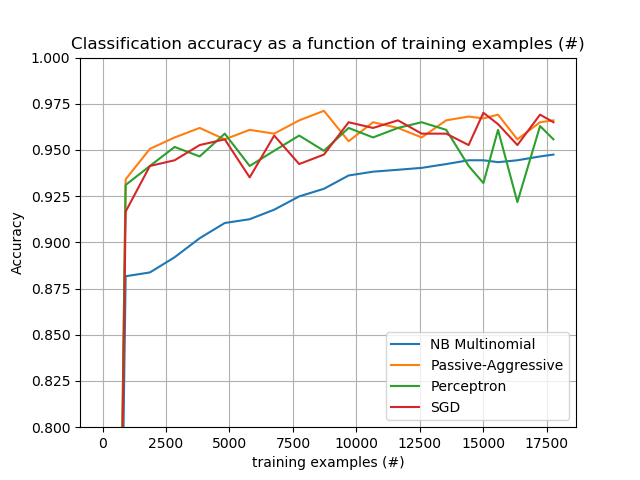 Classification accuracy as a function of training examples (#)
1.000
0.975
0.950
0.925
0.900
0.875
0.850
0.825
0.800
Accuracy
NB Multinomial
Passive-Aggressive
Perceptron
SGD
0 2500 5000 7500 10000 12500 15000 17500
training examples (#)